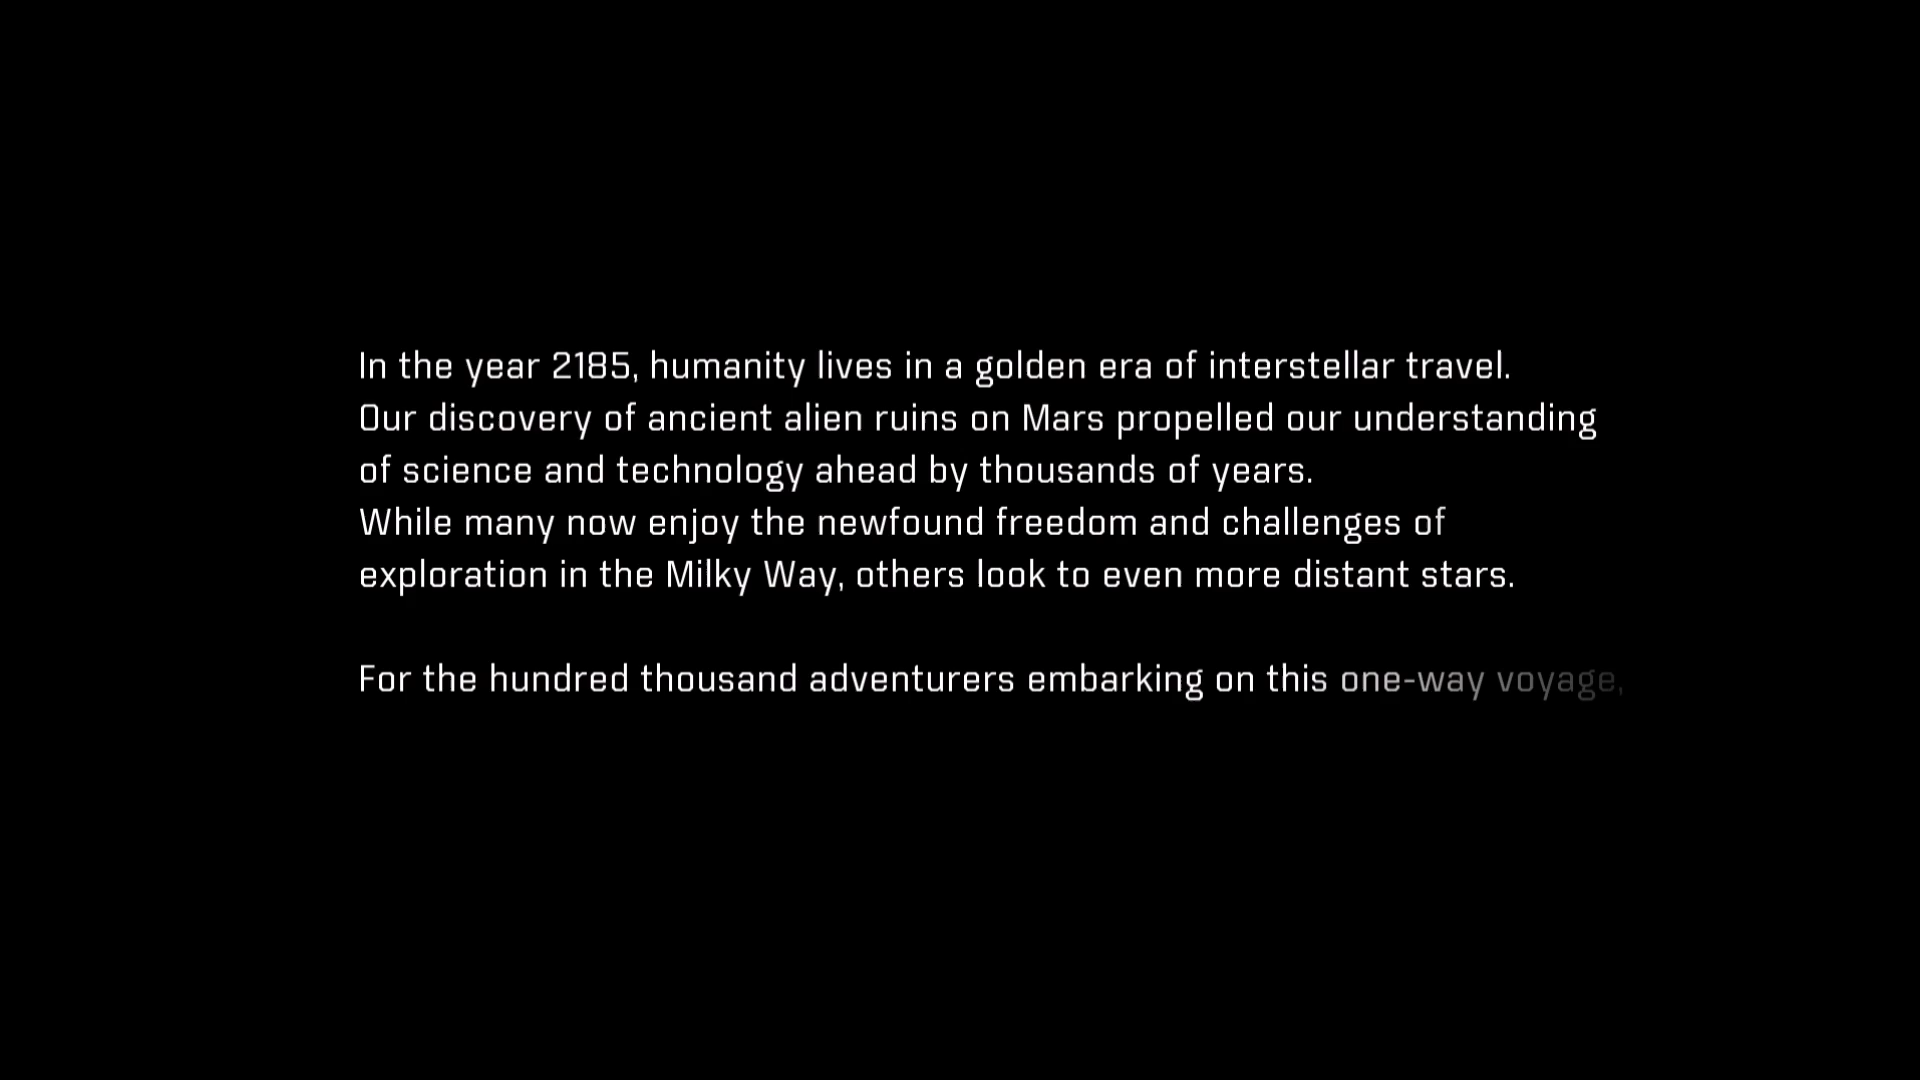 In the year 2185, humanity lives in a golden era of interstellar travel.
Our discovery of ancient alien ruins on Mars propelled our understanding
of science and technology ahead by thousands of years.
While many now enjoy the newfound freedom and challenges of
exploration in the Milky Way, others look to even more distant stars.
For the hundred thousand adventurers embarking on this one-way voyage,